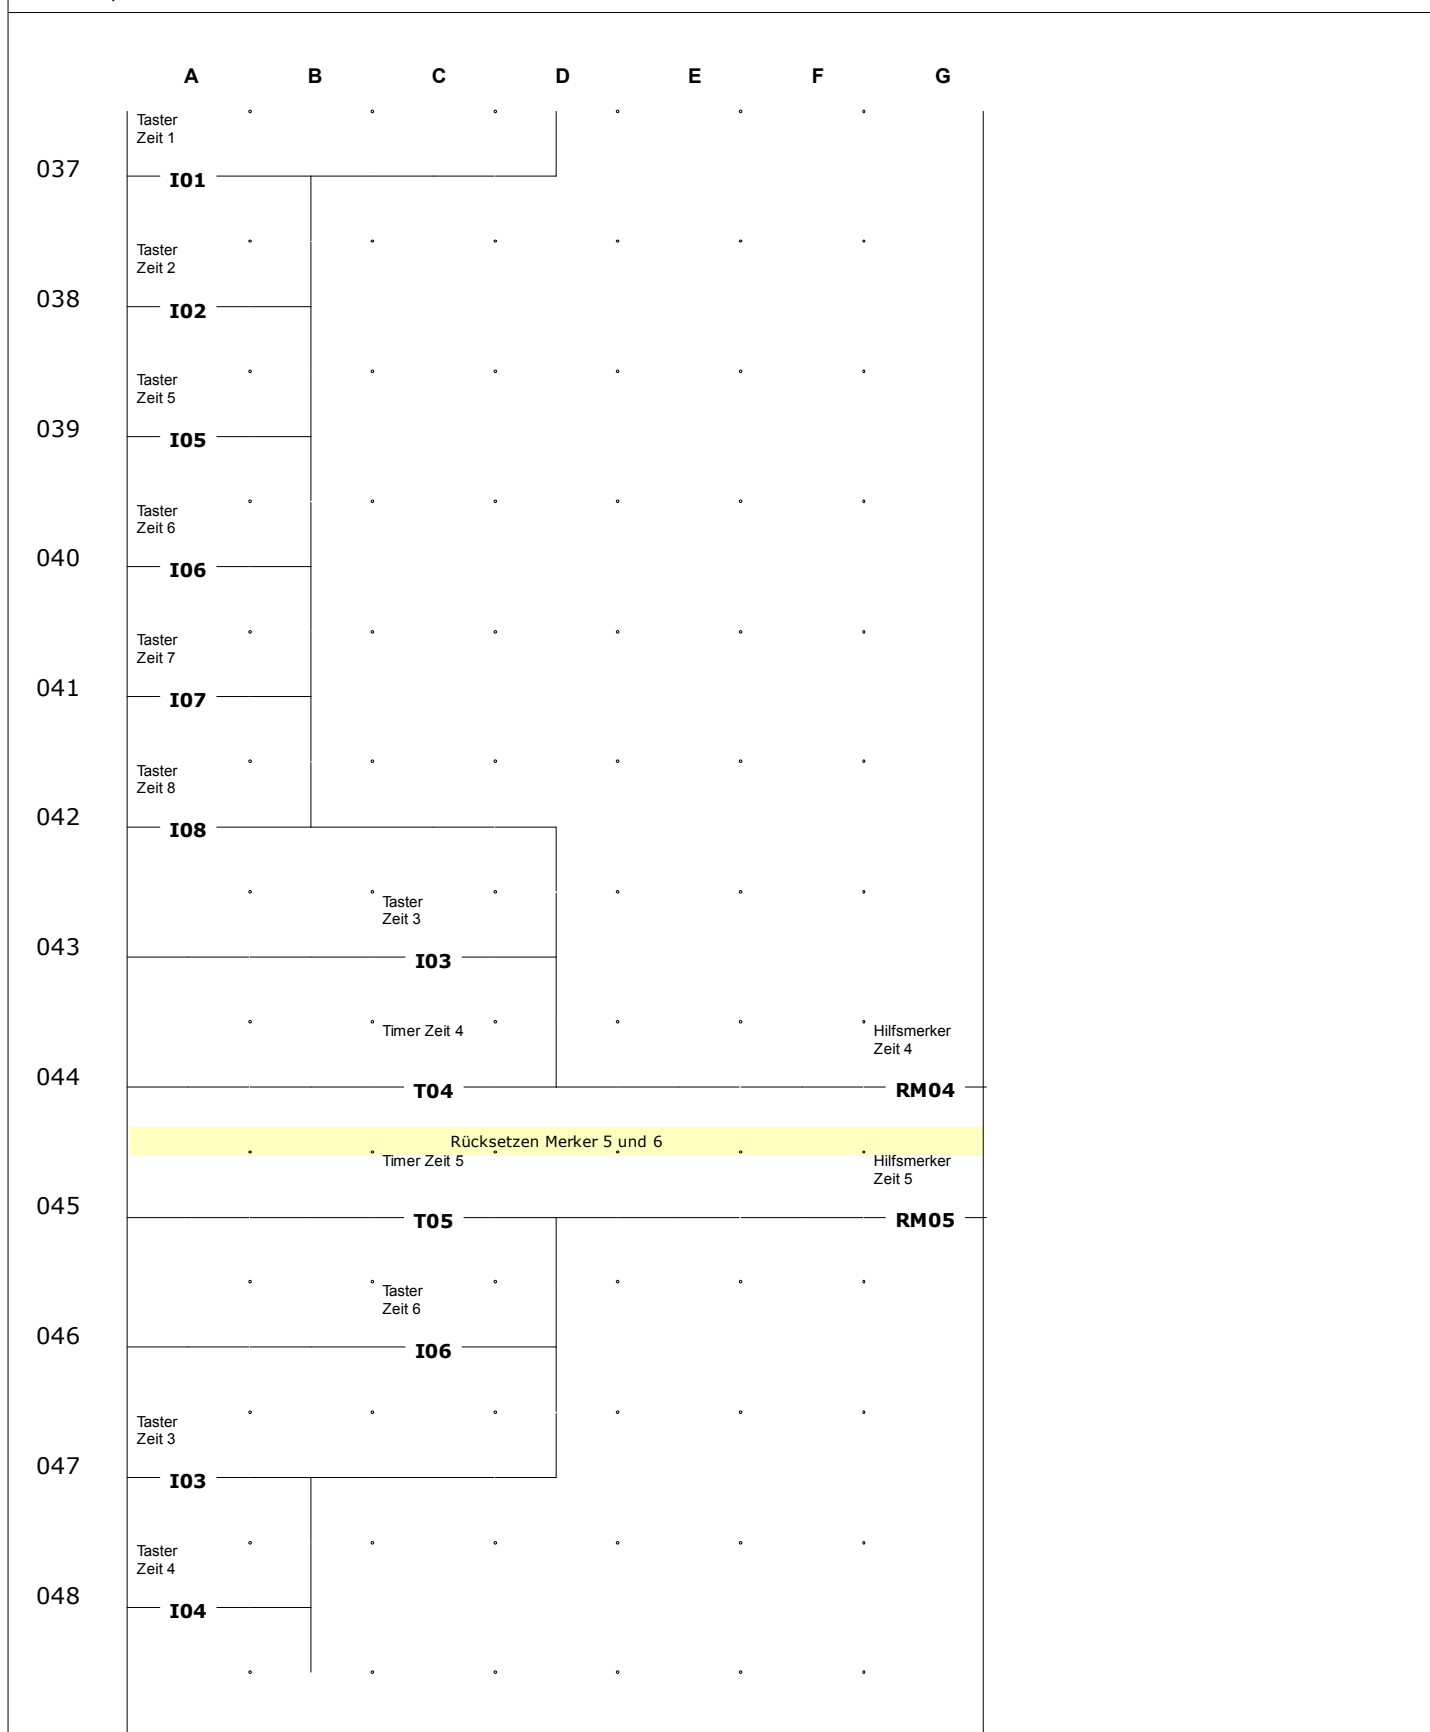 A B C D E F G
Taster
Zeit 1
037 I01
Taster
Zeit 2
038 I02
Taster
Zeit 5
039 I05
Taster
Zeit 6
040 I06
Taster
Zeit 7
041 I07
Taster
Zeit 8
042 I08
Taster
Zeit 3
043 I03
Timer Zeit 4 Hilfsmerker
Zeit 4
044 T04 RM04
Rücksetzen Merker 5 und 6
Timer Zeit 5 Hilfsmerker
Zeit 5
045 T05 RM05
Taster
Zeit 6
046 I06
Taster
Zeit 3
047 I03
Taster
Zeit 4
048 I04